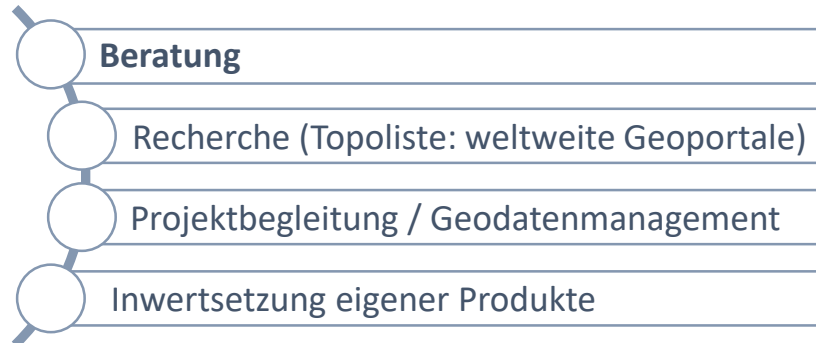 Beratung
Recherche (Topoliste: weltweite Geoportale)
Projektbegleitung / Geodatenmanagement
Inwertsetzung eigener Produkte